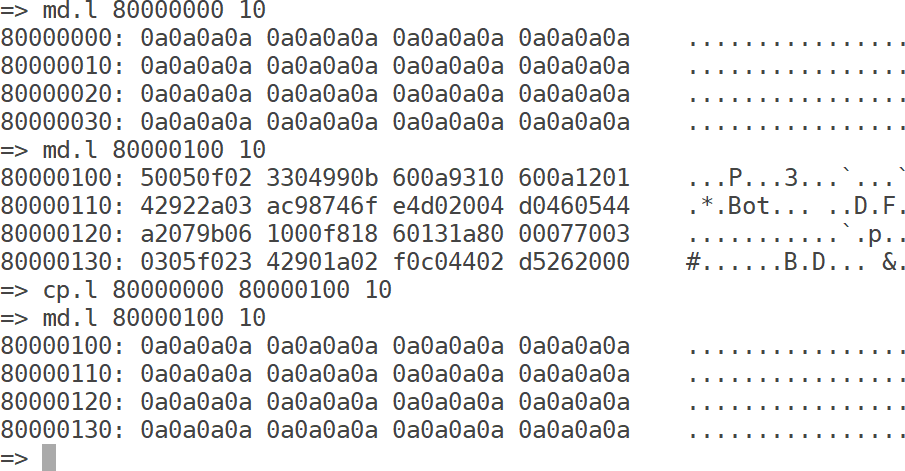 => md.l 80000000 10
80000000: 0a0a0a0a 0a0a0a0a 0a0a0a0a 0a0a0a0a    ................
80000010: 0a0a0a0a 0a0a0a0a 0a0a0a0a 0a0a0a0a    ................
80000020: 0a0a0a0a 0a0a0a0a 0a0a0a0a 0a0a0a0a    ................
80000030: 0a0a0a0a 0a0a0a0a 0a0a0a0a 0a0a0a0a    ................
=> md.l 80000100 10
80000100: 50050f02 3304990b 600a9310 600a1201    ...P...3...`...`
80000110: 42922a03 ac98746f e4d02004 d0460544    .*.Bot... ..D.F.
80000120: a2079b06 1000f818 60131a80 00077003    ...........`.p..
80000130: 0305f023 42901a02 f0c04402 d5262000    #......B.D... &.
=> cp.l 80000000 80000100 10
=> md.l 80000100 10
80000100: 0a0a0a0a 0a0a0a0a 0a0a0a0a 0a0a0a0a    ................
80000110: 0a0a0a0a 0a0a0a0a 0a0a0a0a 0a0a0a0a    ................
80000120: 0a0a0a0a 0a0a0a0a 0a0a0a0a 0a0a0a0a    ................
80000130: 0a0a0a0a 0a0a0a0a 0a0a0a0a 0a0a0a0a    ................
=>